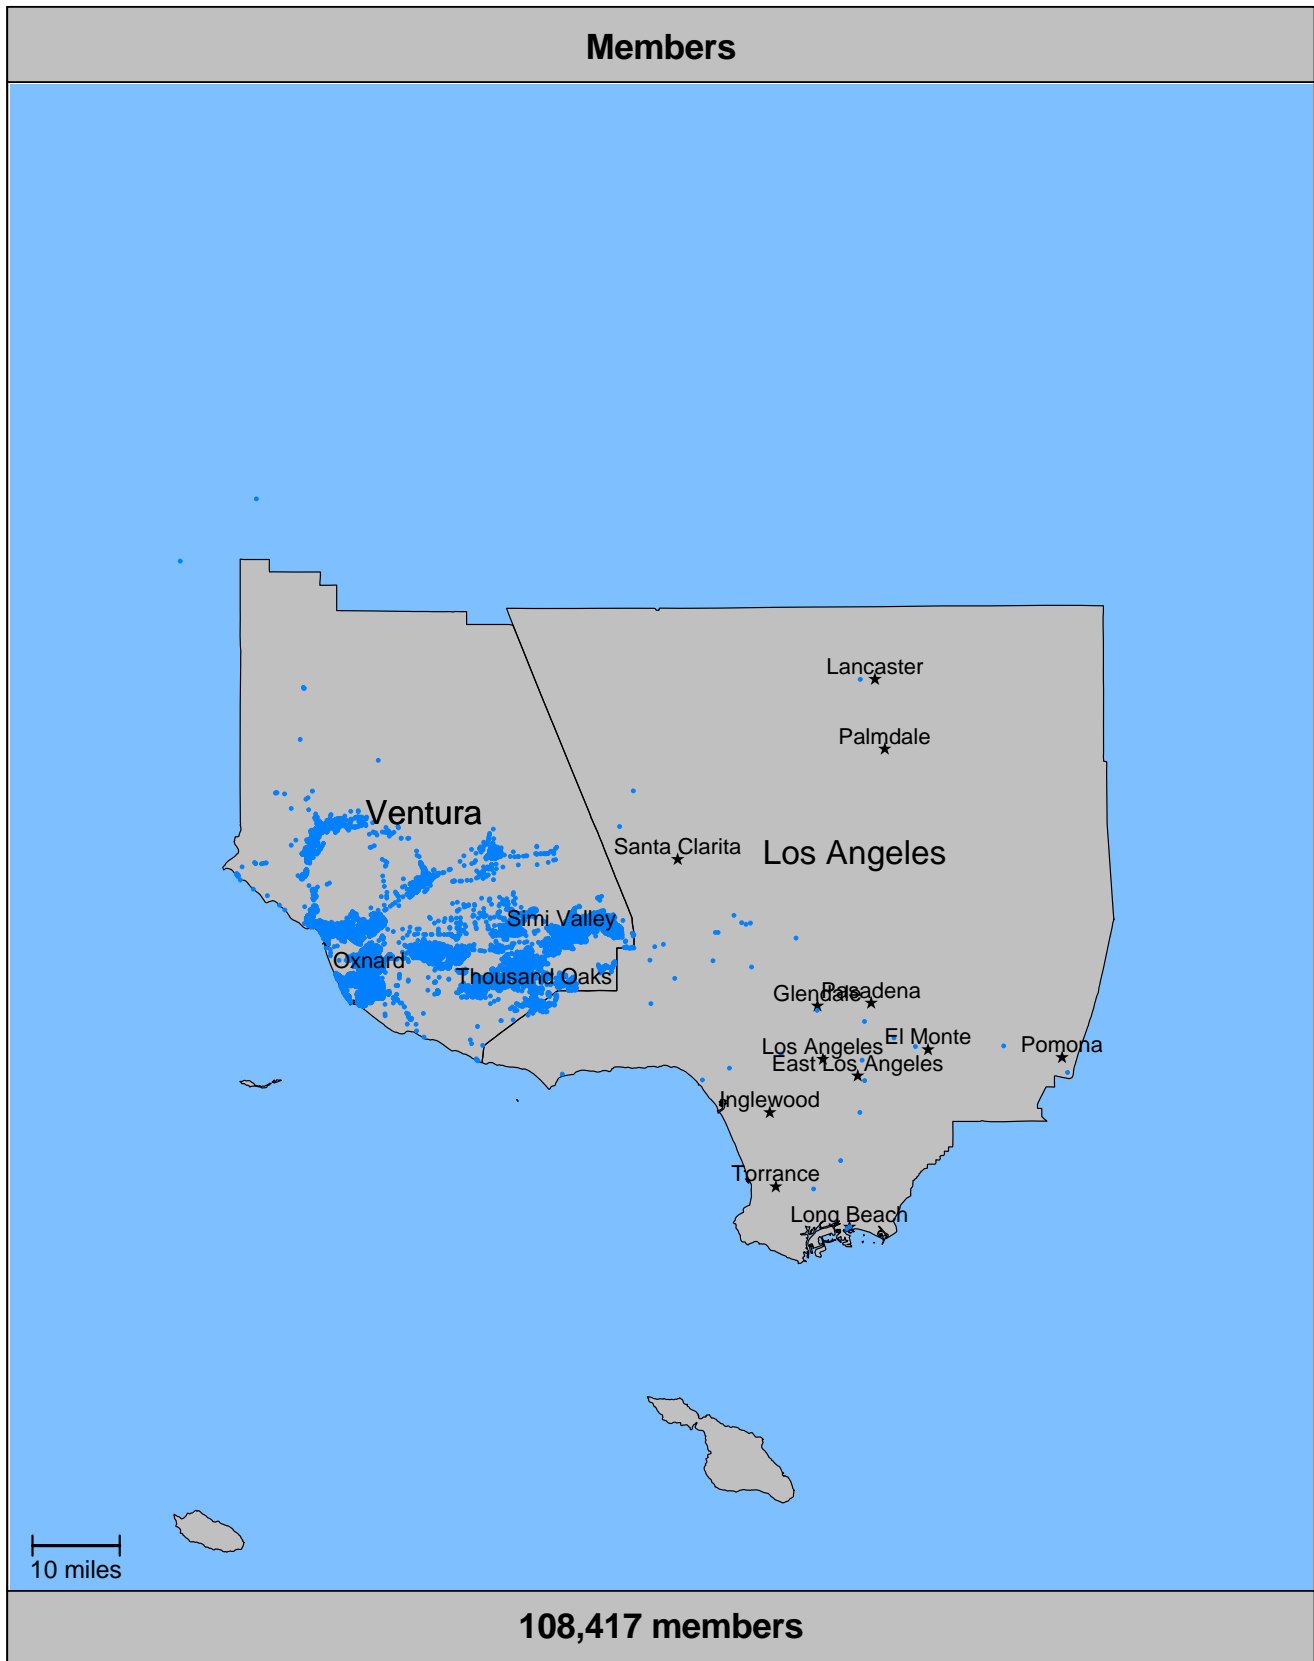 Members
Lancaster
Palmdale
Ventura
Santa Clarita
Los Angeles
Simi Valley
Oxnard
Thousand Oaks
Glendale
Pasadena
El Monte
Los Angeles
Pomona
East Los Angeles
Inglewood
Torrance
Long Beach
10 miles
108,417 members